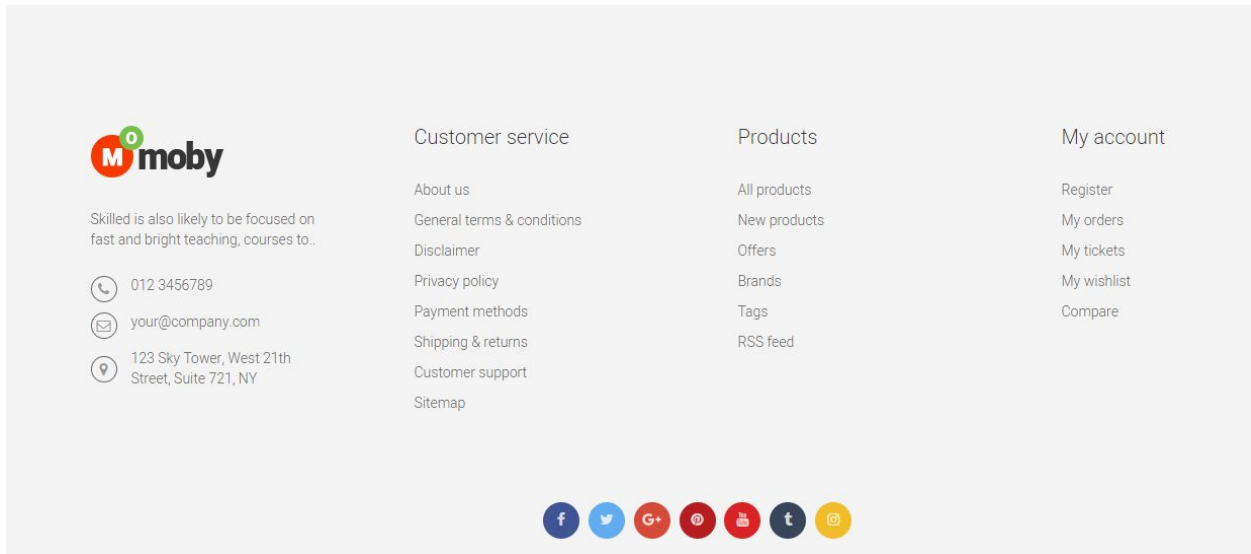 M O moby
Skilled is also likely to be focused on
fast and bright teaching, courses to..
012 3456789
your@company.com
123 Sky Tower, West 21th
Street, Suite 721, NY
Customer service
About us
General terms & conditions
Disclaimer
Privacy policy
Payment methods
Shipping & returns
Customer support
Sitemap
Products
All products
New products
Offers
Brands
Tags
RSS feed
My account
Register
My orders
My tickets
My wishlist
Compare
f G+ You Tube t